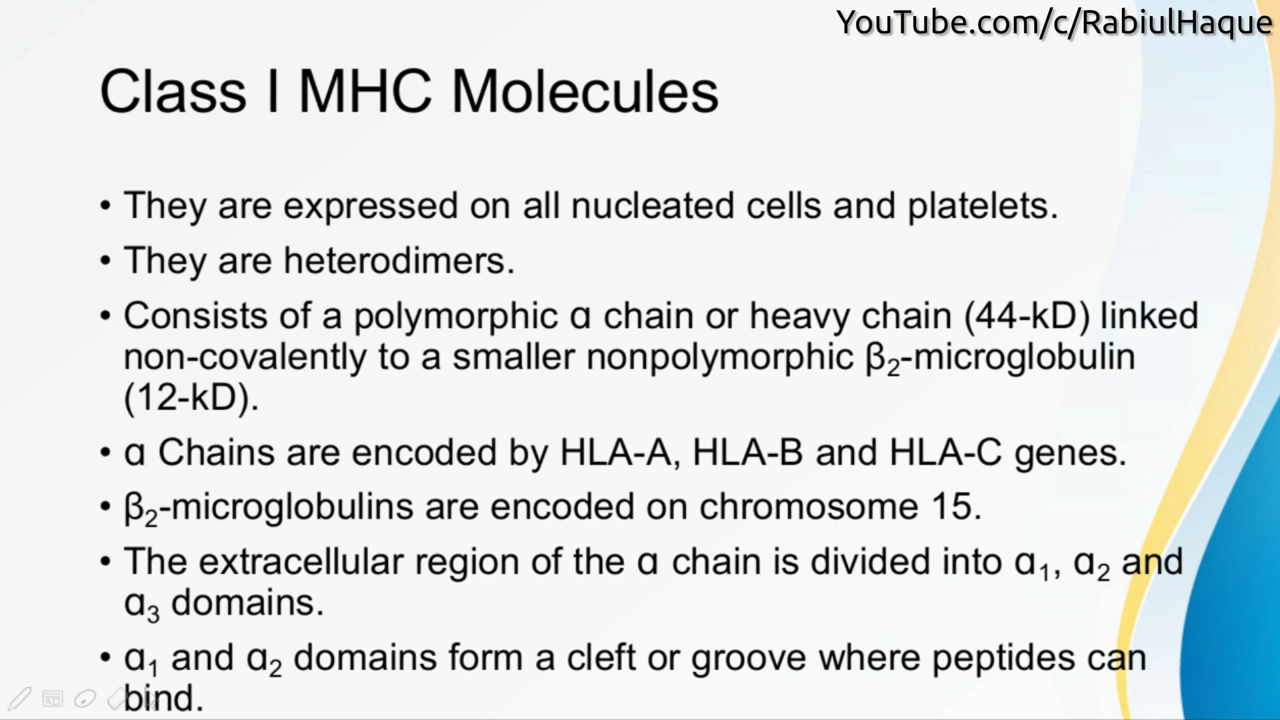 YouTube.com/c/RabiulHaque
Class I MHC Molecules
• They are expressed on all nucleated cells and platelets.
• They are heterodimers.
• Consists of a polymorphic α chain or heavy chain (44-kD) linked
non-covalently to a smaller nonpolymorphic β₂-microglobulin
(12-kD).
• α Chains are encoded by HLA-A, HLA-B and HLA-C genes.
• β₂-microglobulins are encoded on chromosome 15.
• The extracellular region of the α chain is divided into α₁, α₂ and
α₃ domains.
• α₁ and α₂ domains form a cleft or groove where peptides can
bind.